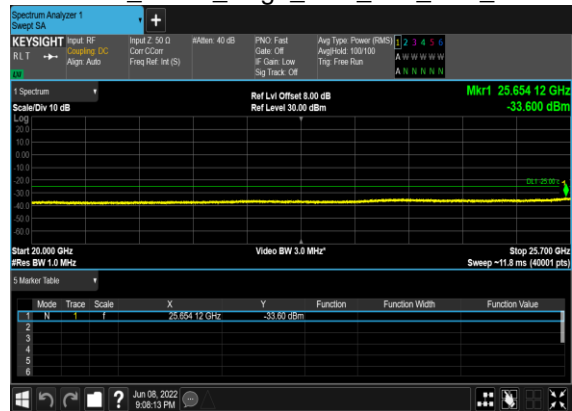 Spectrum Analyzer 1
Swept SA
+
KEYSIGHT Input: RF Input Z: 50 Ω #Atten: 40 dB PNO: Fast Avg Type: Power (RMS) 1 2 3 4 5 6
RLT Coupling: DC Corr CCorr Gate: Off Avg|Hold: 100/100 A W W W W W
Align: Auto Freq Ref: Int (S) IF Gain: Low Trig: Free Run
LW Sig Track: Off A N N N N N
1 Spectrum Ref Lvl Offset 8.00 dB Mkr1 25.654 12 GHz
Scale/Div 10 dB Ref Level 30.00 dBm -33.600 dBm
Log
20.0
10.0
0.00
-10.0
-20.0
DL1 -25.00
-30.0
-40.0
-50.0
-60.0
Start 20.000 GHz Video BW 3.0 MHz* Stop 25.700 GHz
#Res BW 1.0 MHz Sweep ~11.8 ms (40001 pts)
5 Marker Table
Mode Trace Scale X Y Function Function Width Function Value
1 N 1 f 25.654 12 GHz -33.60 dBm
2
3
4
5
6
? Jun 08, 2022
9:08:13 PM